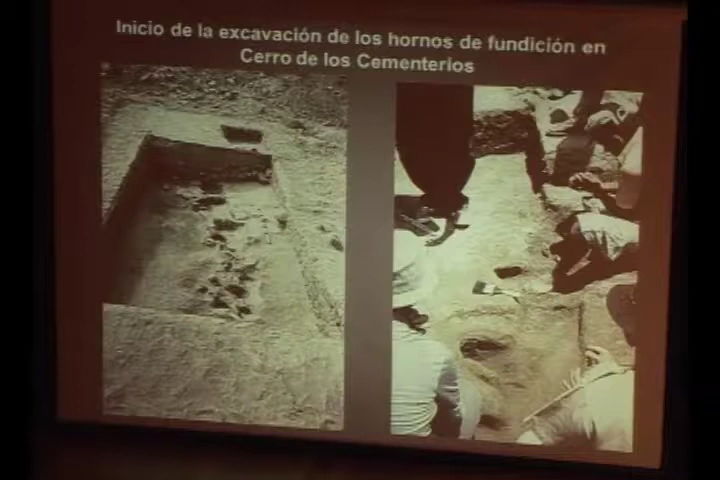 Inicio de la excavación de los hornos de fundición en
Cerro de los Cementerios